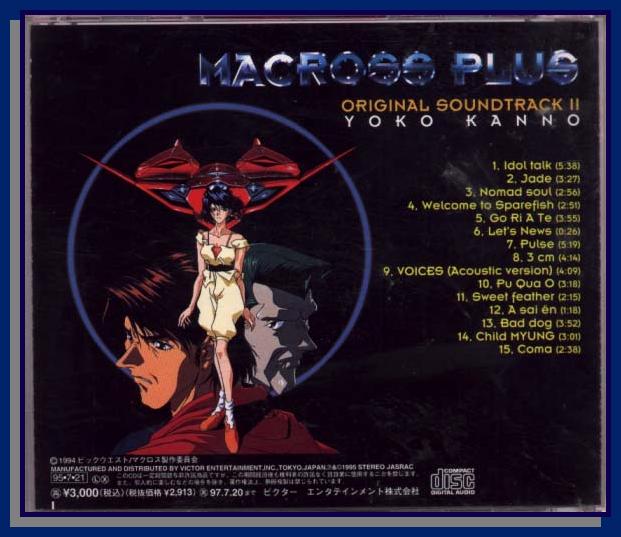 MACROSS PLUS
ORIGINAL SOUNDTRACK II
YOKO KANNO
1. Idol talk (5:38)
2. Jade (3:27)
3. Nomad soul (2:56)
4. Welcome to Sparefish (2:51)
5. Go Ri A Te (3:55)
6. Let's News (0:26)
7. Pulse (5:19)
8. 3 cm (4:14)
9. VOICES (Acoustic version) (4:09)
10. Pu Qua O (3:18)
11. Sweet feather (2:15)
12. A sai ën (1:18)
13. Bad dog (3:52)
14. Child MYUNG (3:01)
15. Coma (2:38)
©1994 ビックウエスト/マクロス製作委員会
MANUFACTURED AND DISTRIBUTED BY VICTOR ENTERTAINMENT,INC.,TOKYO,JAPAN.℗&©1995 STEREO JASRAC
95•7•21
¥3,000(税込)(税抜価格 ¥2,913) 97.7.20まで ビクター エンタテインメント株式会社
COMPACT
disc
DIGITAL AUDIO